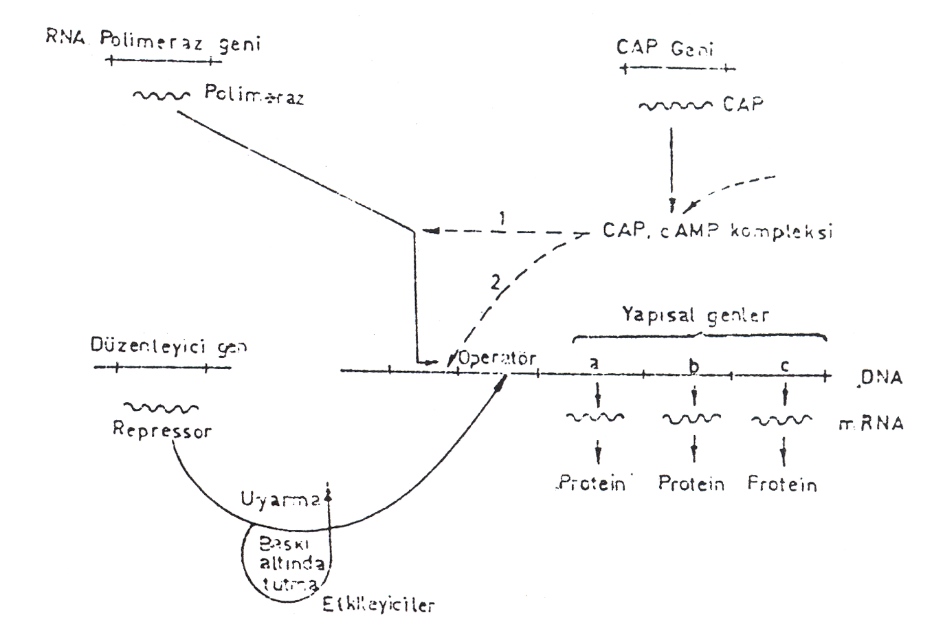 RNA Polimeraz geni
CAP Geni
Polimeraz
CAP
1
CAP, cAMP kompleksi
2
Yapısal genler
Düzenleyici gen
Operatör
a b c
DNA
mRNA
Repressor
Protein Protein Protein
Uyarma
Baskı
altında
tutma
Etkileyiciler